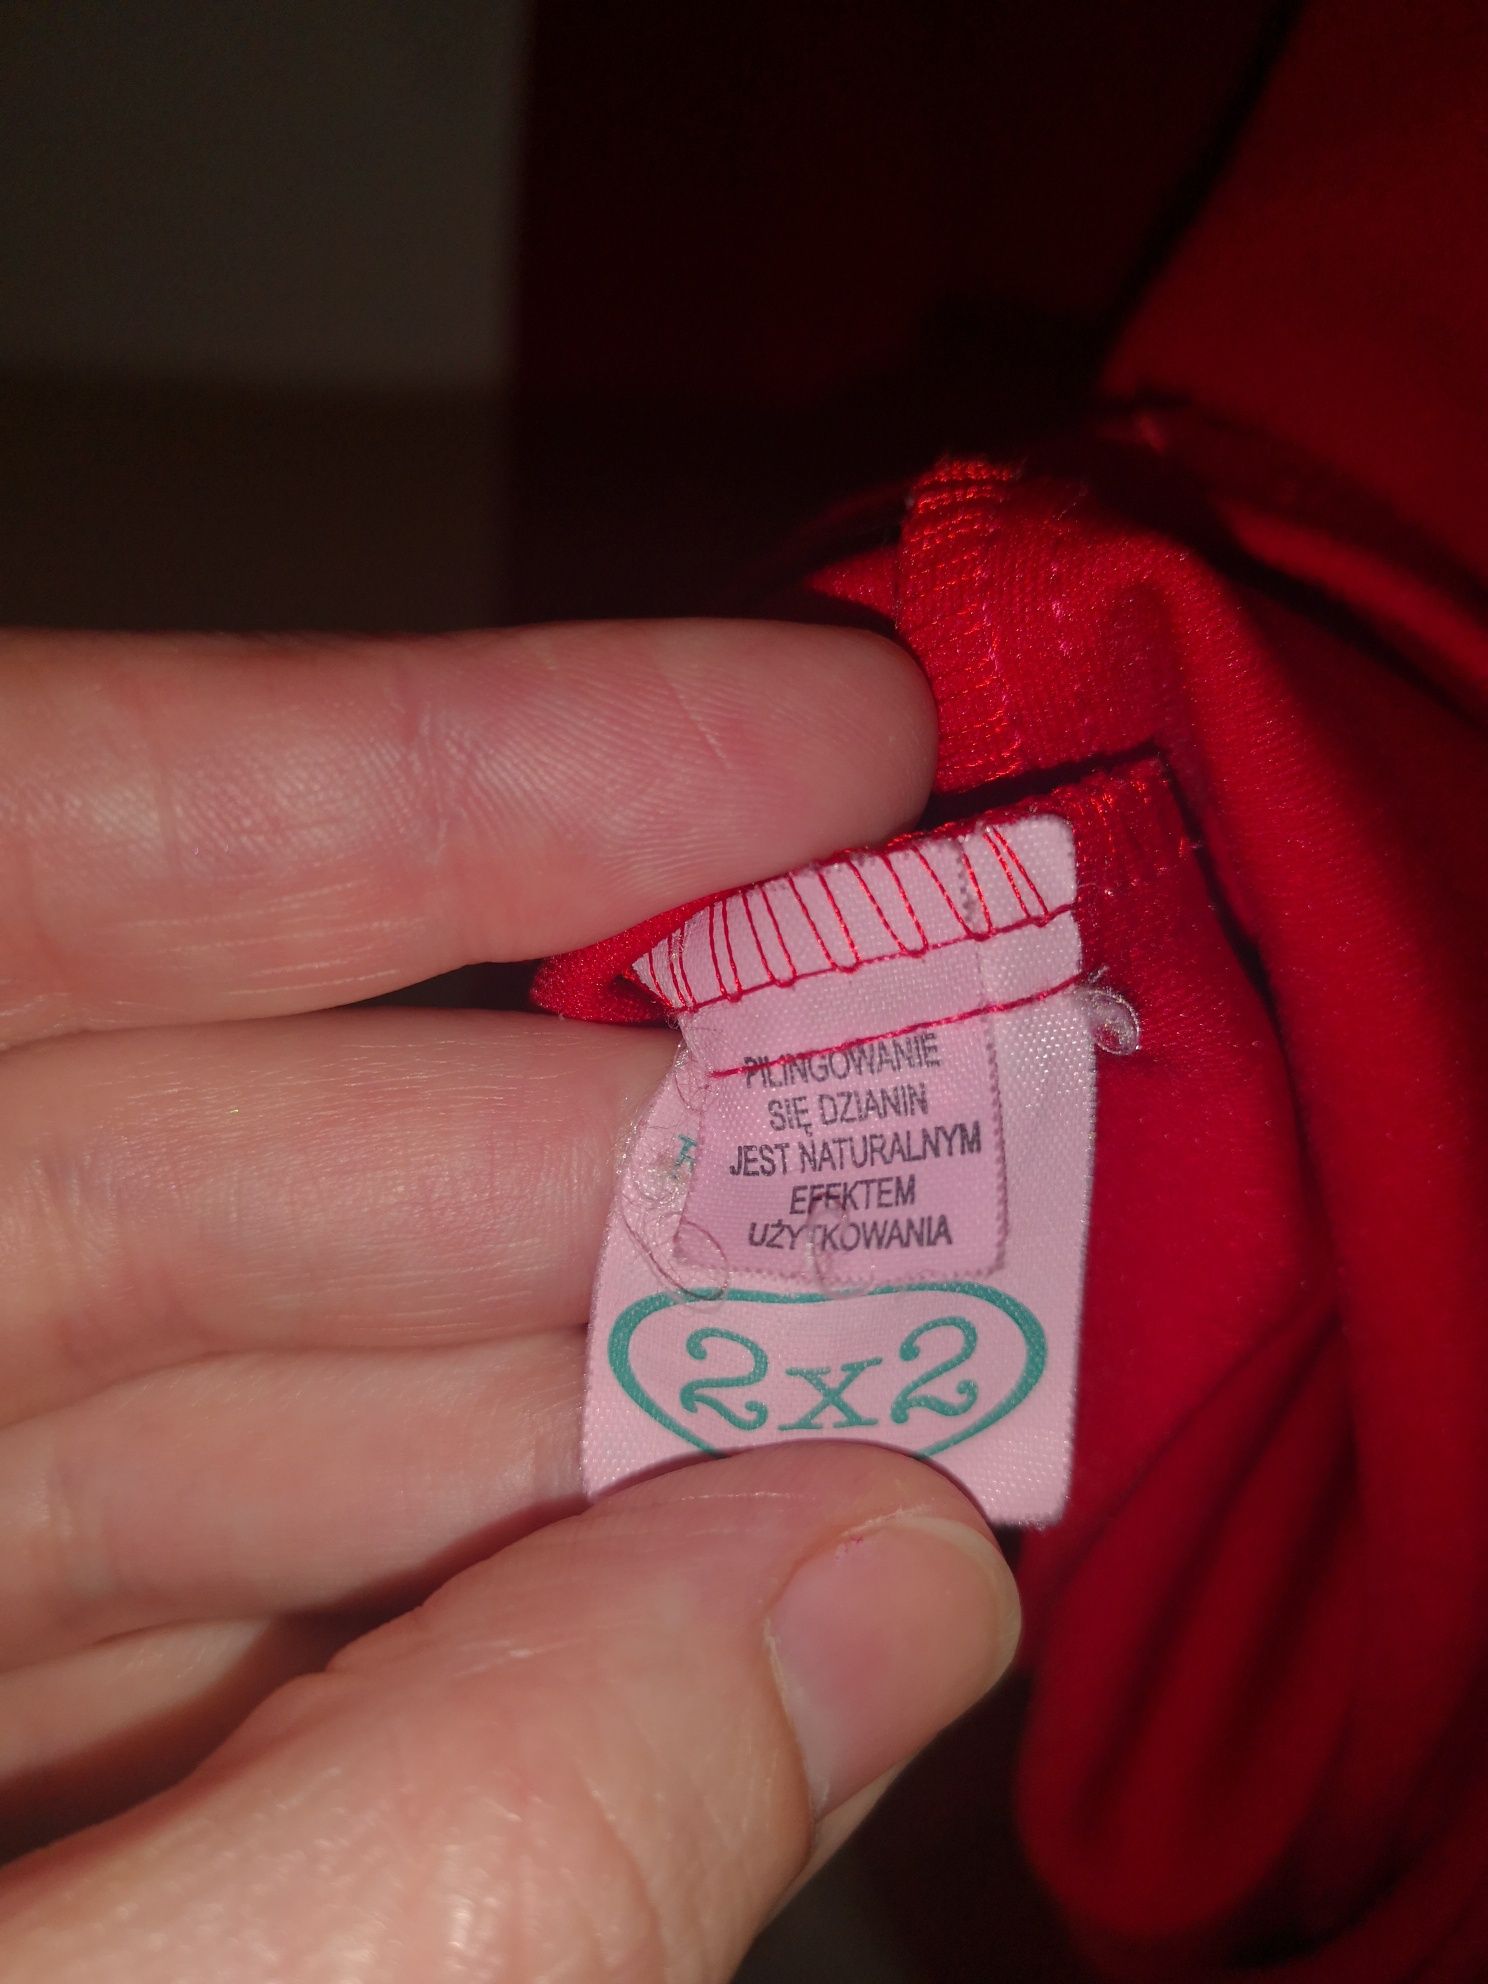 PILINGOWANIE
SIĘ DZIANIN
JEST NATURALNYM
EFEKTEM
UŻYTKOWANIA
2x2